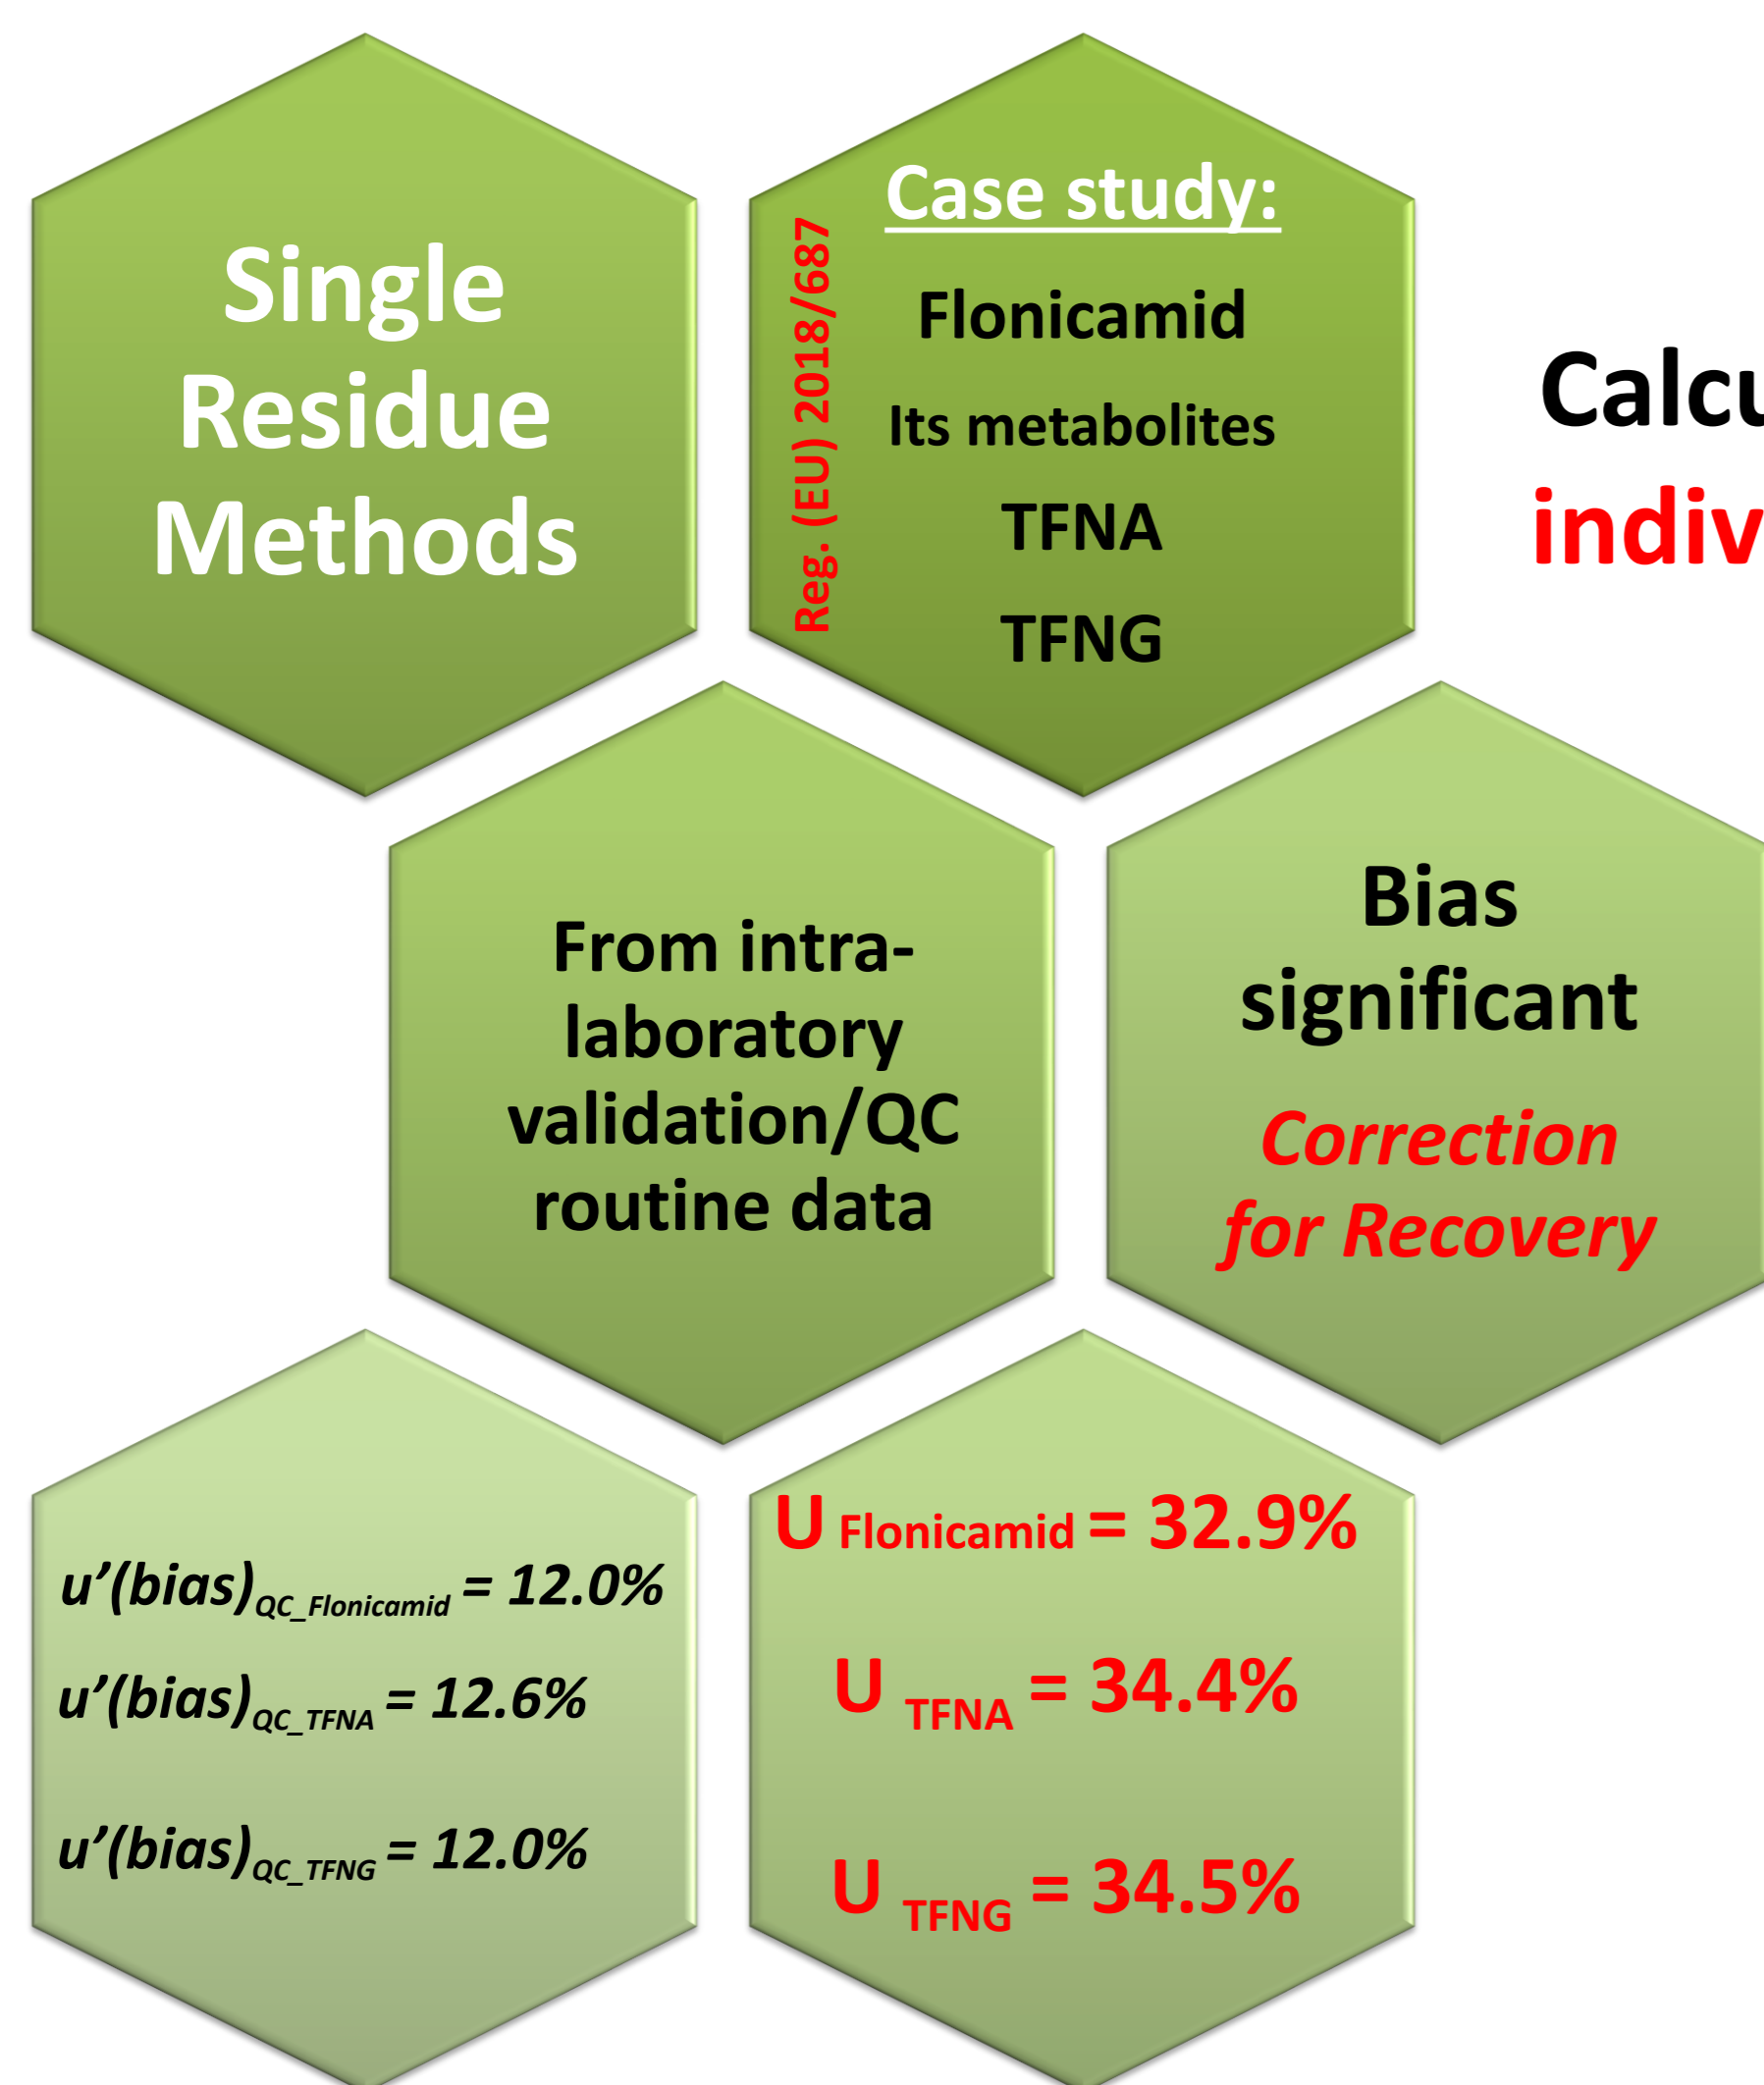 Single
Residue
Methods
Case study:
Reg. (EU) 2018/687
Flonicamid
Its metabolites
TFNA
TFNG
Calcu
indiv
From intra-
laboratory
validation/QC
routine data
Bias
significant
Correction
for Recovery
u’(bias)QC_Flonicamid = 12.0%
u’(bias)QC_TFNA = 12.6%
u’(bias)QC_TFNG = 12.0%
U Flonicamid = 32.9%
U TFNA = 34.4%
U TFNG = 34.5%